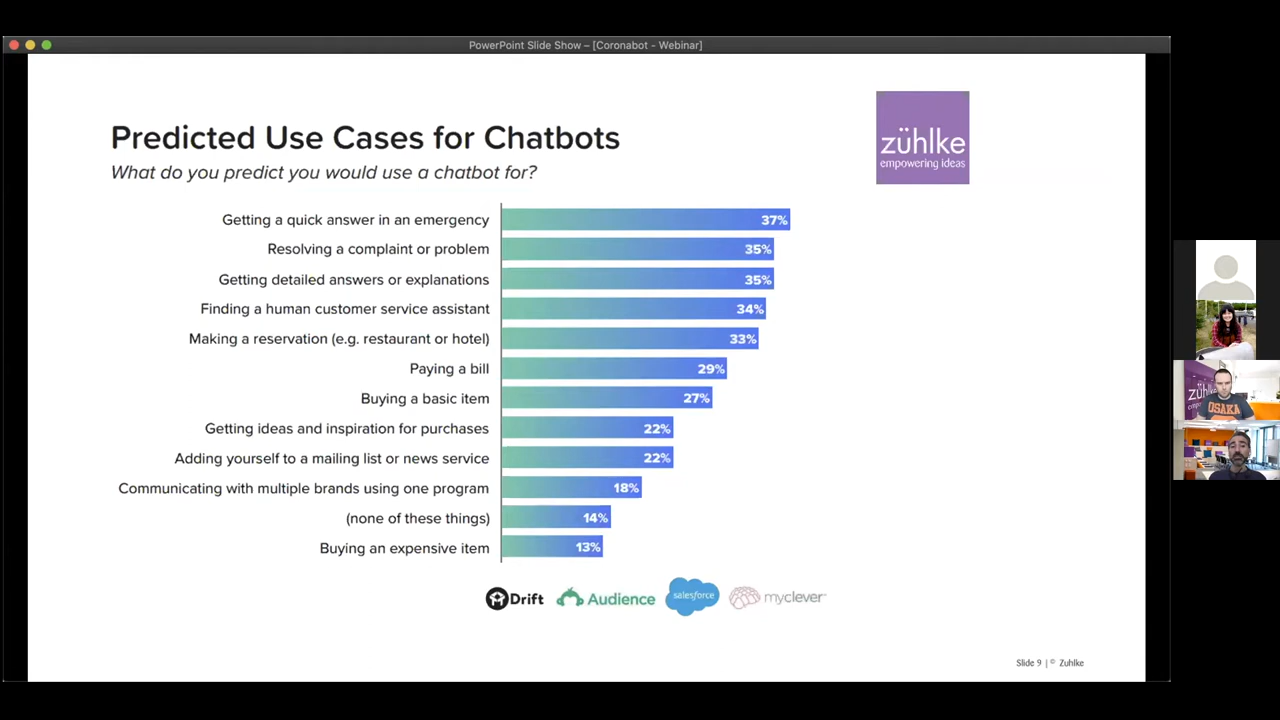 PowerPoint Slide Show – [Coronabot - Webinar]
Predicted Use Cases for Chatbots
What do you predict you would use a chatbot for?
zühlke
empowering ideas
Getting a quick answer in an emergency 37%
Resolving a complaint or problem 35%
Getting detailed answers or explanations 35%
Finding a human customer service assistant 34%
Making a reservation (e.g. restaurant or hotel) 33%
Paying a bill 29%
Buying a basic item 27%
Getting ideas and inspiration for purchases 22%
Adding yourself to a mailing list or news service 22%
Communicating with multiple brands using one program 18%
(none of these things) 14%
Buying an expensive item 13%
Drift Audience salesforce myclever
Slide 9 | © Zuhlke
zühlke
OSAKA